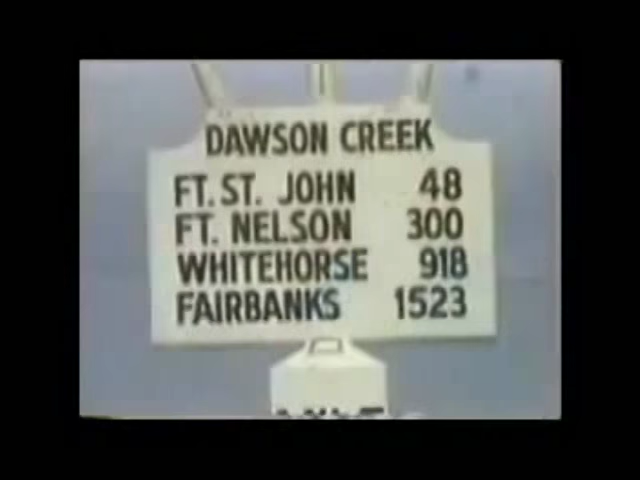 DAWSON CREEK
FT. ST. JOHN 48
FT. NELSON 300
WHITEHORSE 918
FAIRBANKS 1523